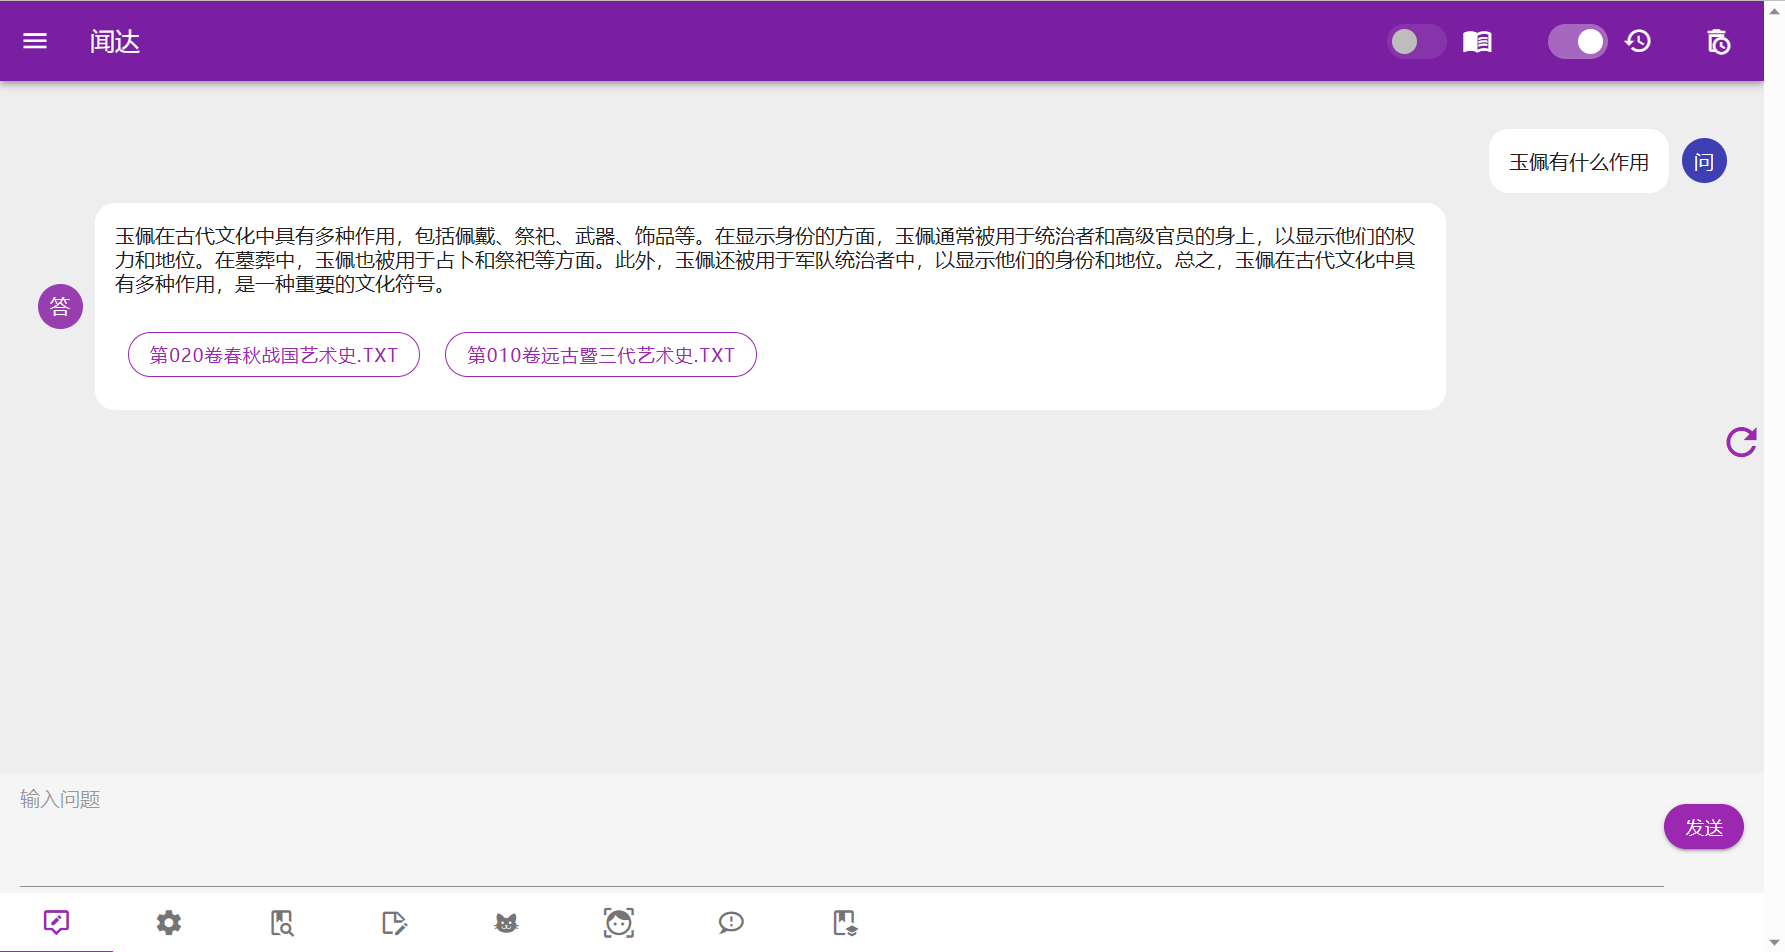 闻达
玉佩有什么作用
问
玉佩在古代文化中具有多种作用，包括佩戴、祭祀、武器、饰品等。在显示身份的方面，玉佩通常被用于统治者和高级官员的身上，以显示他们的权
力和地位。在墓葬中，玉佩也被用于占卜和祭祀等方面。此外，玉佩还被用于军队统治者中，以显示他们的身份和地位。总之，玉佩在古代文化中具
有多种作用，是一种重要的文化符号。
答
第020卷春秋战国艺术史.TXT
第010卷远古暨三代艺术史.TXT
输入问题
发送